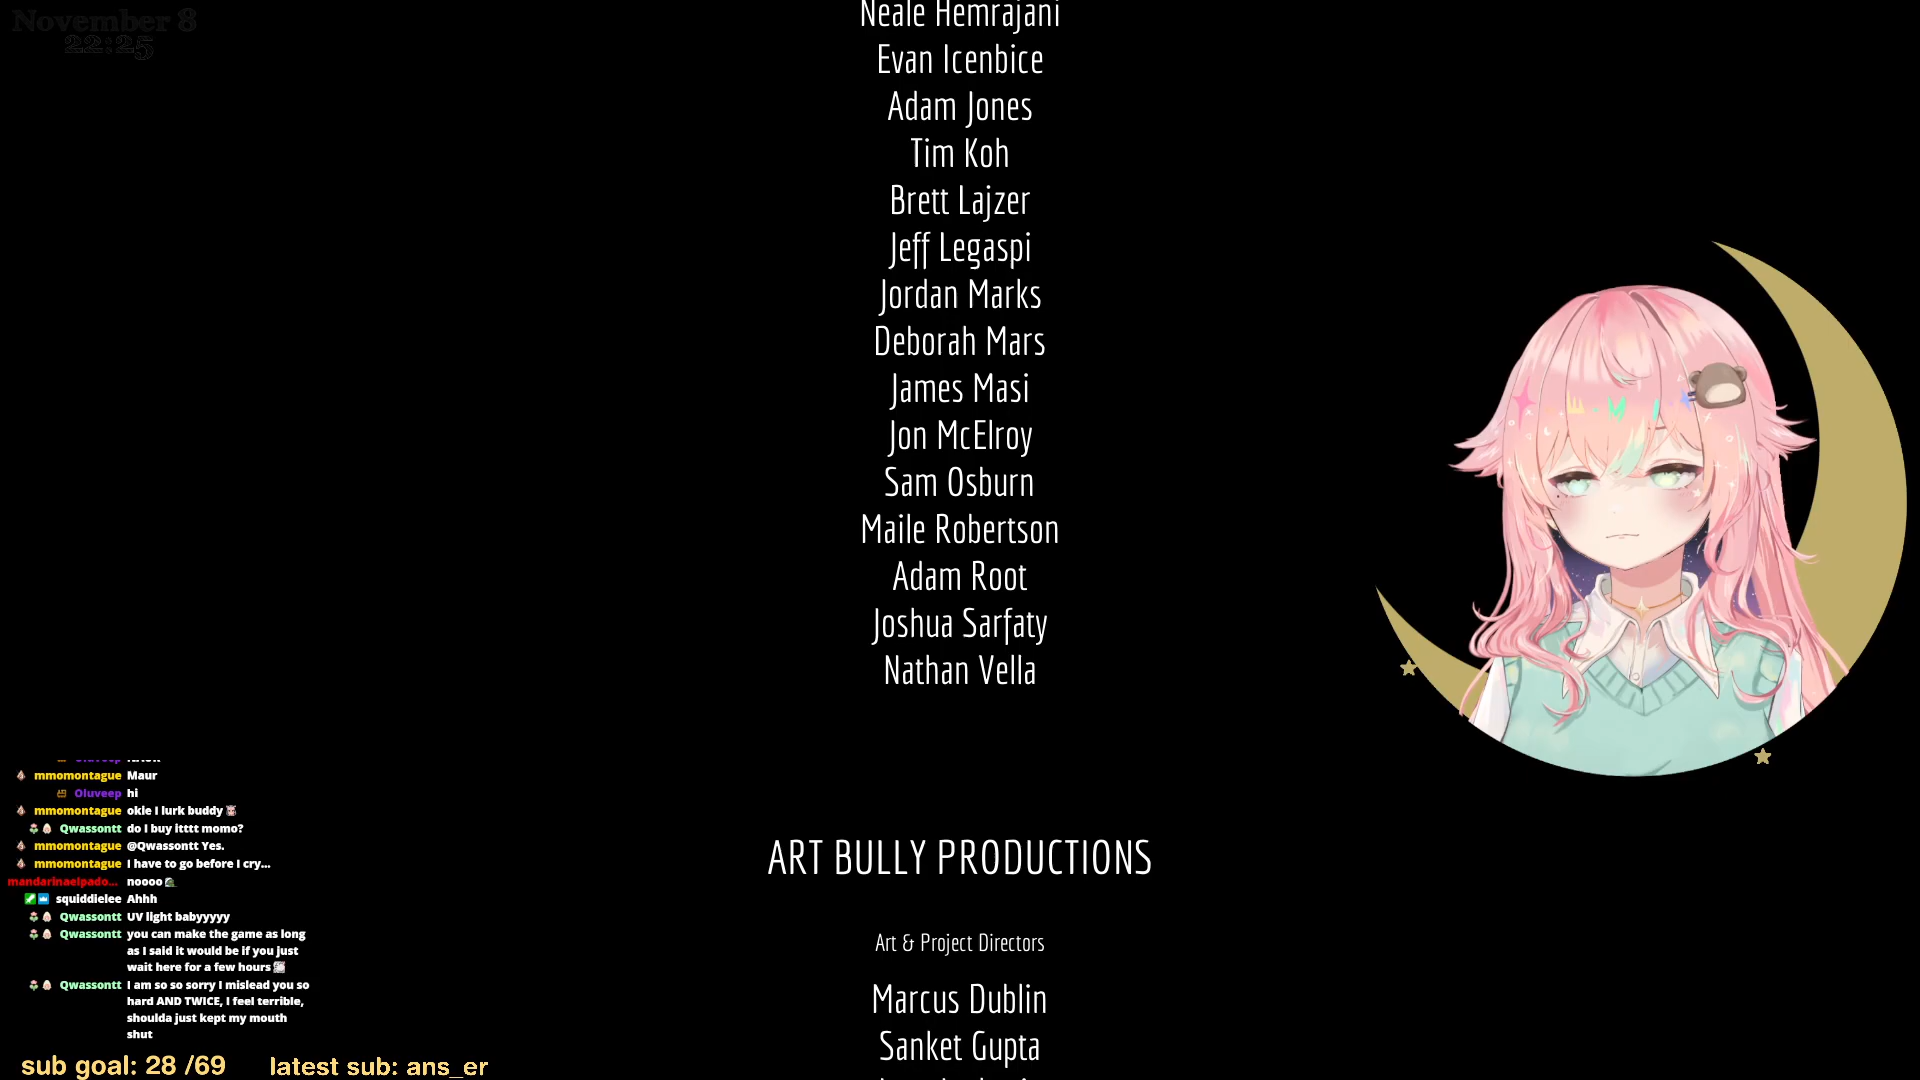 November 8
22:25
Neale Hemrajani
Evan Icenbice
Adam Jones
Tim Koh
Brett Lajzer
Jeff Legaspi
Jordan Marks
Deborah Mars
James Masi
Jon McElroy
Sam Osburn
Maile Robertson
Adam Root
Joshua Sarfaty
Nathan Vella
ART BULLY PRODUCTIONS
Art & Project Directors
Marcus Dublin
Sanket Gupta
mmomontague Maur
Oluveep hi
mmomontague okie I lurk buddy
Qwassontt do I buy itttt momo?
mmomontague @Qwassontt Yes.
mmomontague I have to go before I cry...
mandarinaelpado... noooo
squiddielee Ahhh
Qwassontt UV light babyyyyy
Qwassontt you can make the game as long
as I said it would be if you just
wait here for a few hours
Qwassontt I am so so sorry I mislead you so
hard AND TWICE, I feel terrible,
shoulda just kept my mouth
shut
sub goal: 28 /69 latest sub: ans_er